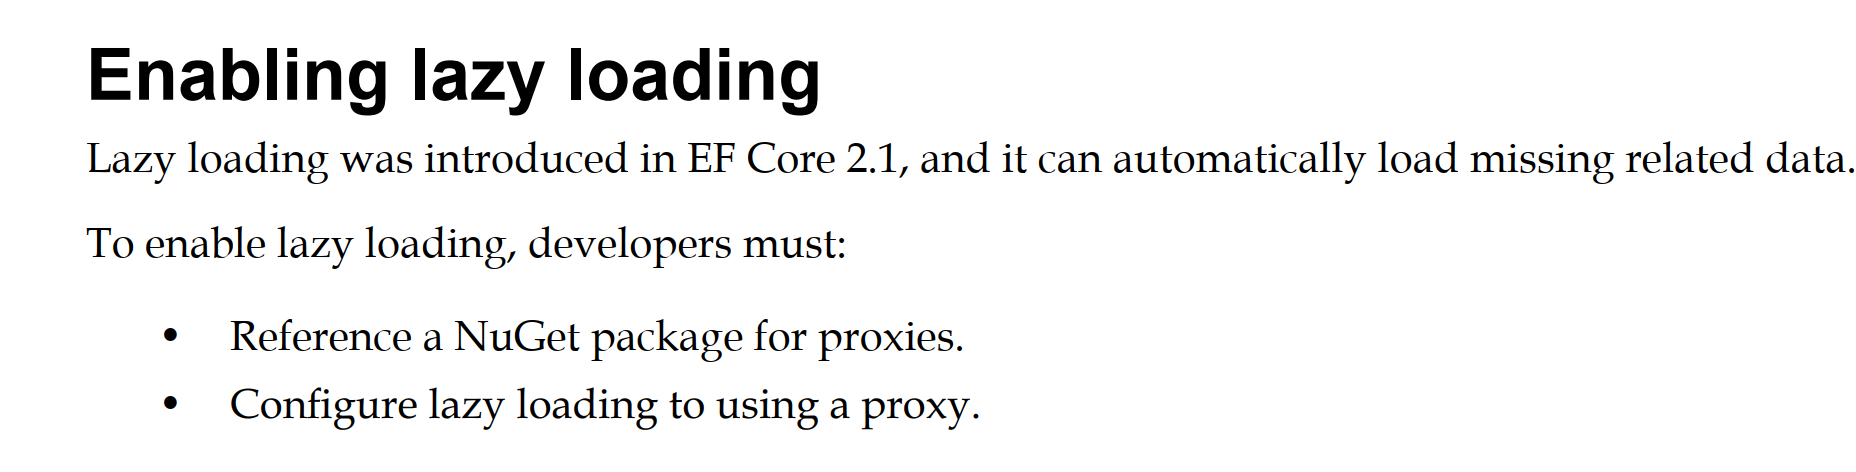 Enabling lazy loading
Lazy loading was introduced in EF Core 2.1, and it can automatically load missing related data.
To enable lazy loading, developers must:
• Reference a NuGet package for proxies.
• Configure lazy loading to using a proxy.